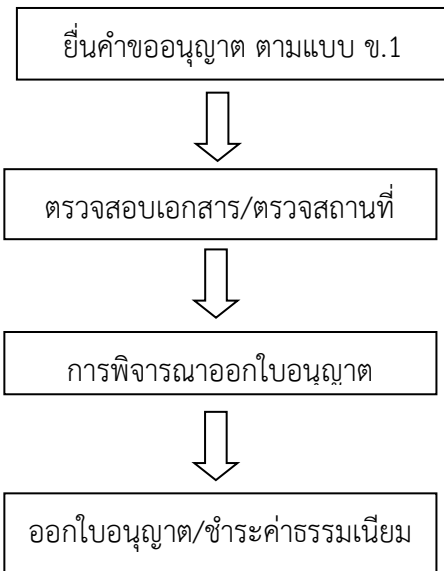 ยื่นคำขออนุญาต ตามแบบ ข.1
ตรวจสอบเอกสาร/ตรวจสถานที่
การพิจารณาออกใบอนุญาต
ออกใบอนุญาต/ชำระค่าธรรมเนียม